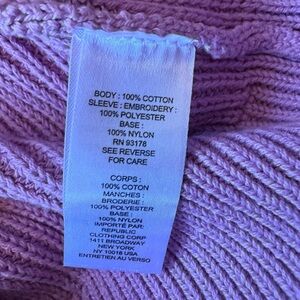 BODY : 100% COTTON
SLEEVE : EMBROIDERY :
100% POLYESTER
BASE :
100% NYLON
RN 93178
SEE REVERSE
FOR CARE
CORPS :
100% COTON
MANCHES :
BRODERIE :
100% POLYESTER
BASE :
100% NYLON
IMPORTÉ PAR:
REPUBLIC
CLOTHING CORP
1411 BROADWAY
NEW YORK
NY 10018 USA
ENTRETIEN AU VERSO